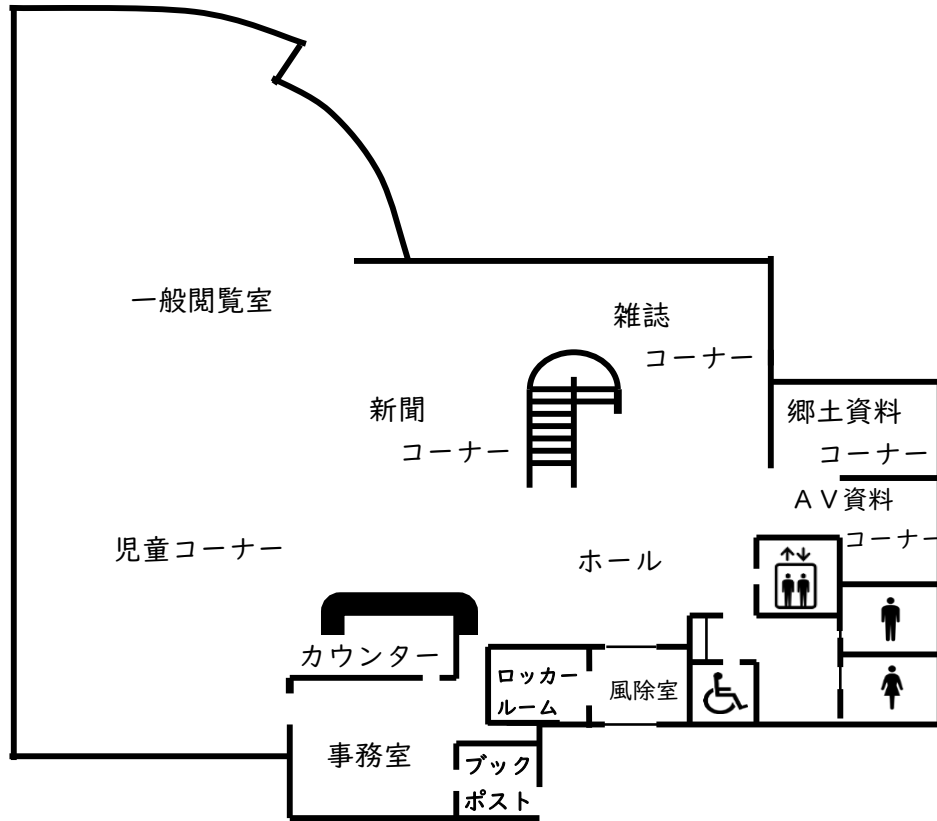 一般閲覧室
雑誌
コーナー
新聞
コーナー
郷土資料
コーナー
AV資料
コーナー
児童コーナー
ホール
カウンター
ロッカー
ルーム
風除室
事務室
ブック
ポスト